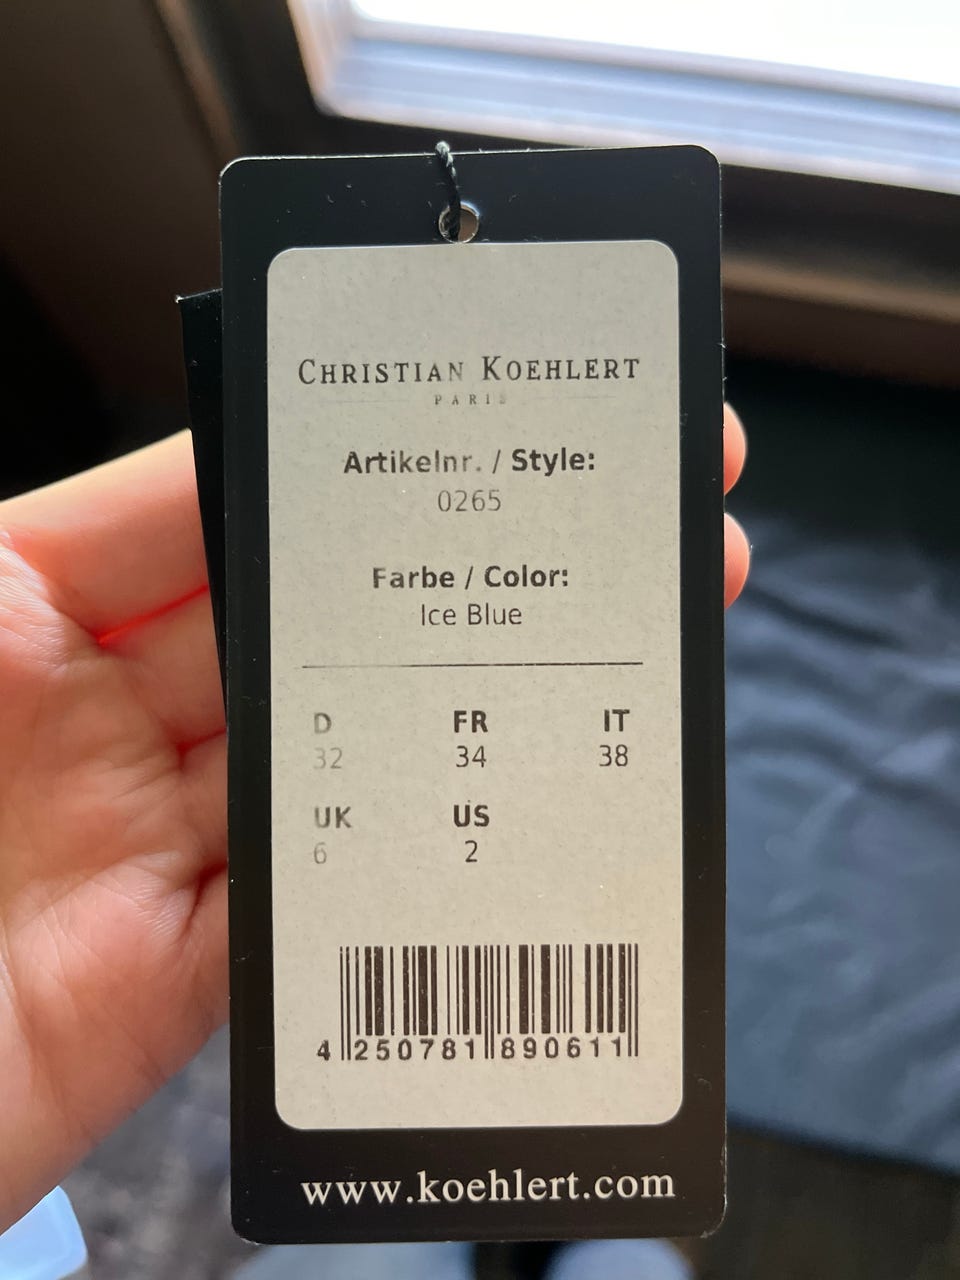 CHRISTIAN KOEHLERT
PARIS
Artikelnr. / Style:
0265
Farbe / Color:
Ice Blue
D FR IT
32 34 38
UK US
6 2
4 250781 890611
www.koehlert.com